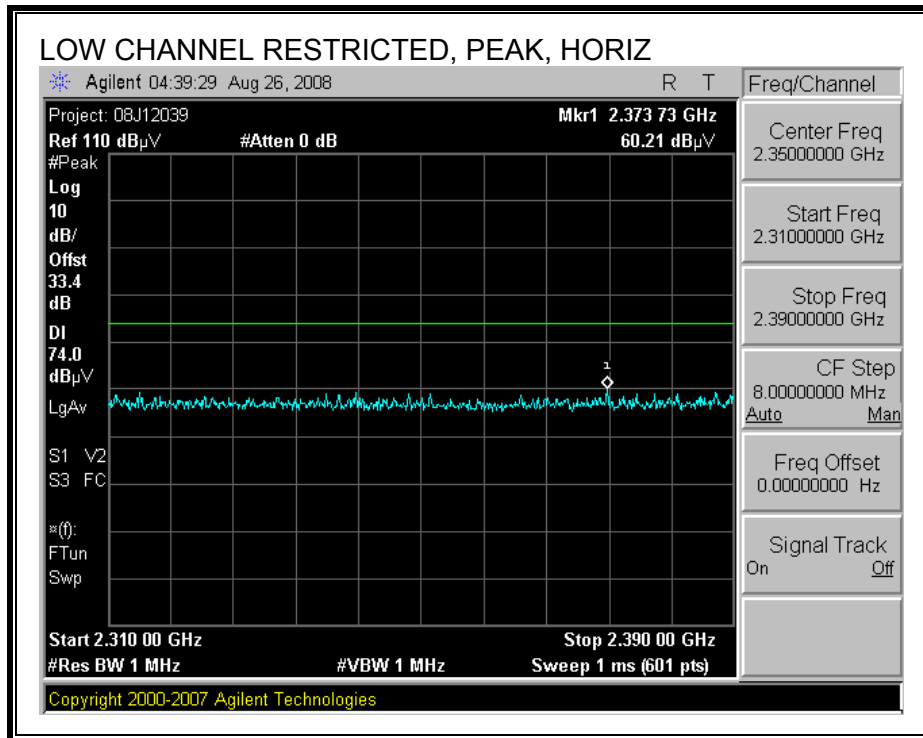 LOW CHANNEL RESTRICTED, PEAK, HORIZ
Agilent 04:39:29 Aug 26, 2008 R T
Freq/Channel
Project: 08J12039 Mkr1 2.373 73 GHz
Ref 110 dBµV #Atten 0 dB 60.21 dBµV
#Peak
Log
10
dB/
Offst
33.4
dB
DI
74.0
dBµV
LgAv
S1 V2
S3 FC
¤(f):
FTun
Swp
1
Start 2.310 00 GHz Stop 2.390 00 GHz
#Res BW 1 MHz #VBW 1 MHz Sweep 1 ms (601 pts)
Center Freq
2.35000000 GHz
Start Freq
2.31000000 GHz
Stop Freq
2.39000000 GHz
CF Step
8.00000000 MHz
Auto Man
Freq Offset
0.00000000 Hz
Signal Track
On Off
Copyright 2000-2007 Agilent Technologies